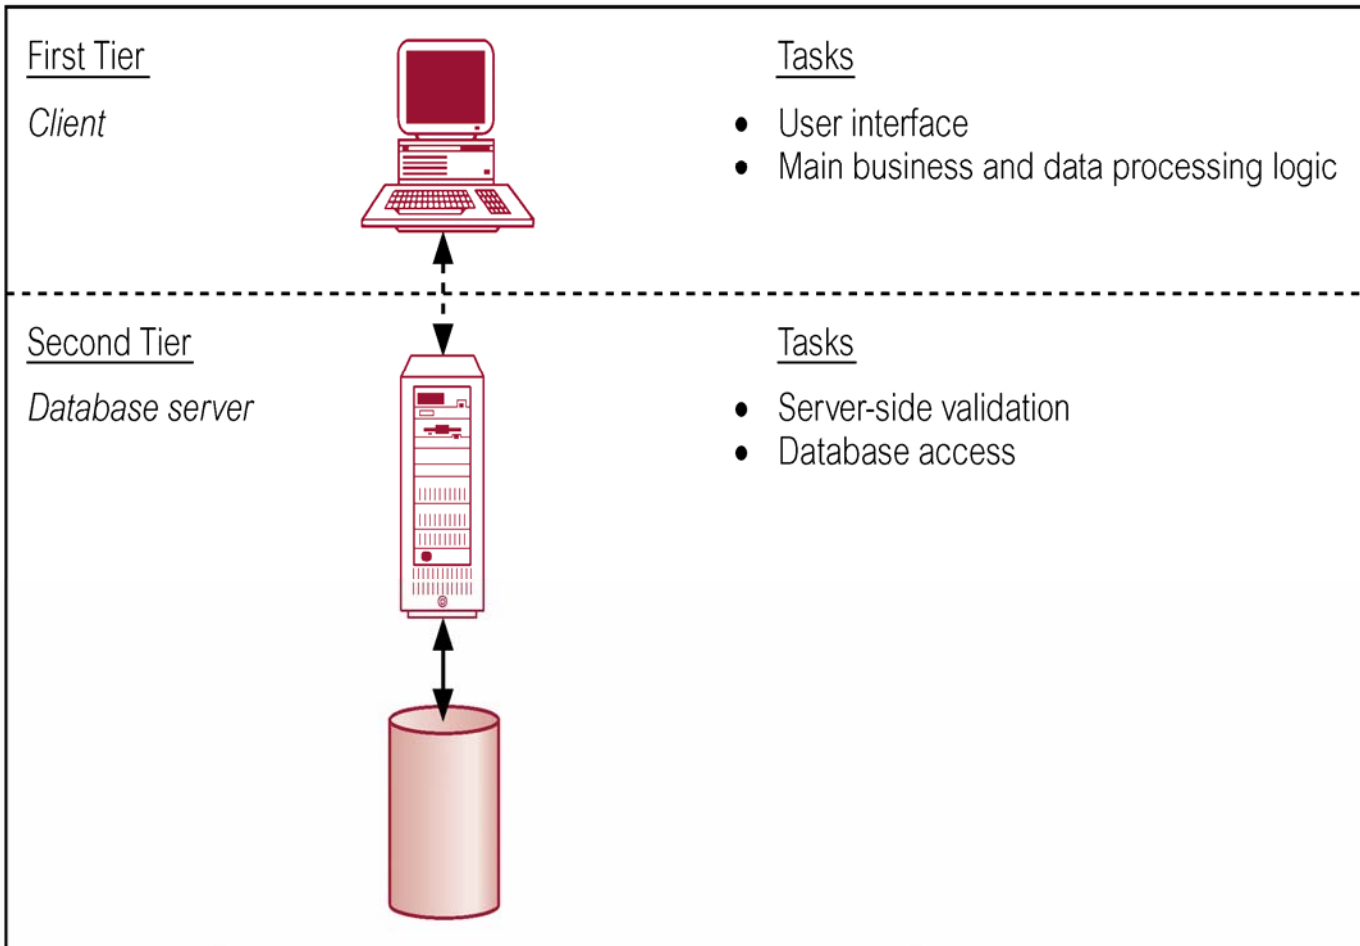 First Tier
Tasks
Client
• User interface
• Main business and data processing logic
Second Tier
Tasks
Database server
• Server-side validation
• Database access